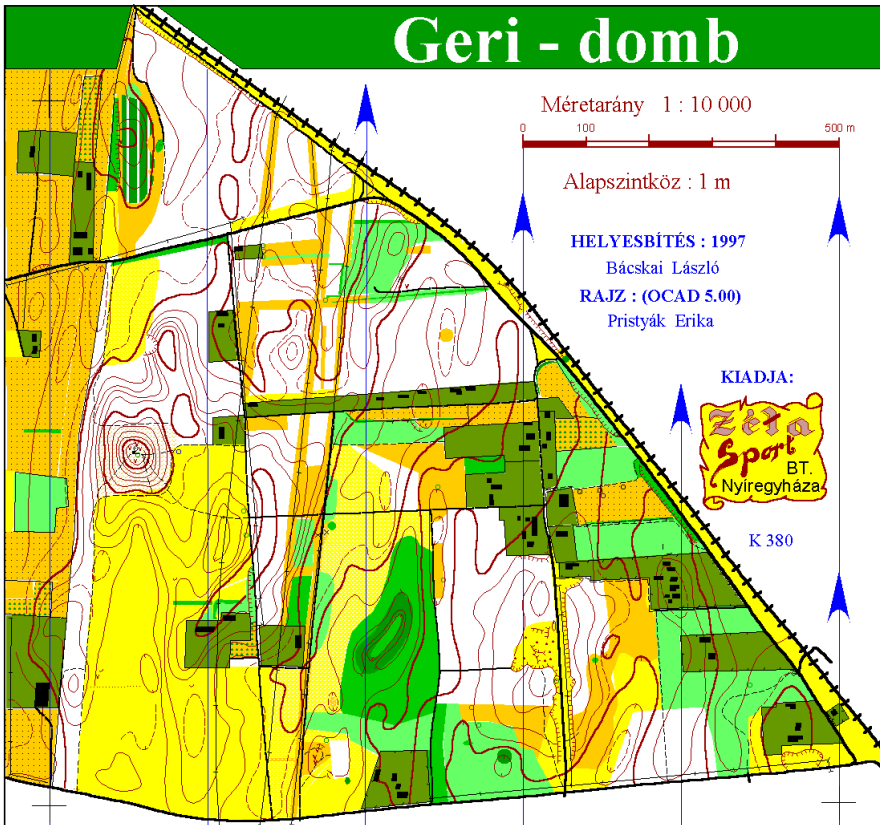 Geri - domb
Méretarány 1 : 10 000
0 100 500 m
Alapszintköz : 1 m
HELYESBÍTÉS : 1997
Bácskai László
RAJZ : (OCAD 5.00)
Pristyák Erika
KIADJA:
Zéta
Sport
BT.
Nyíregyháza
K 380